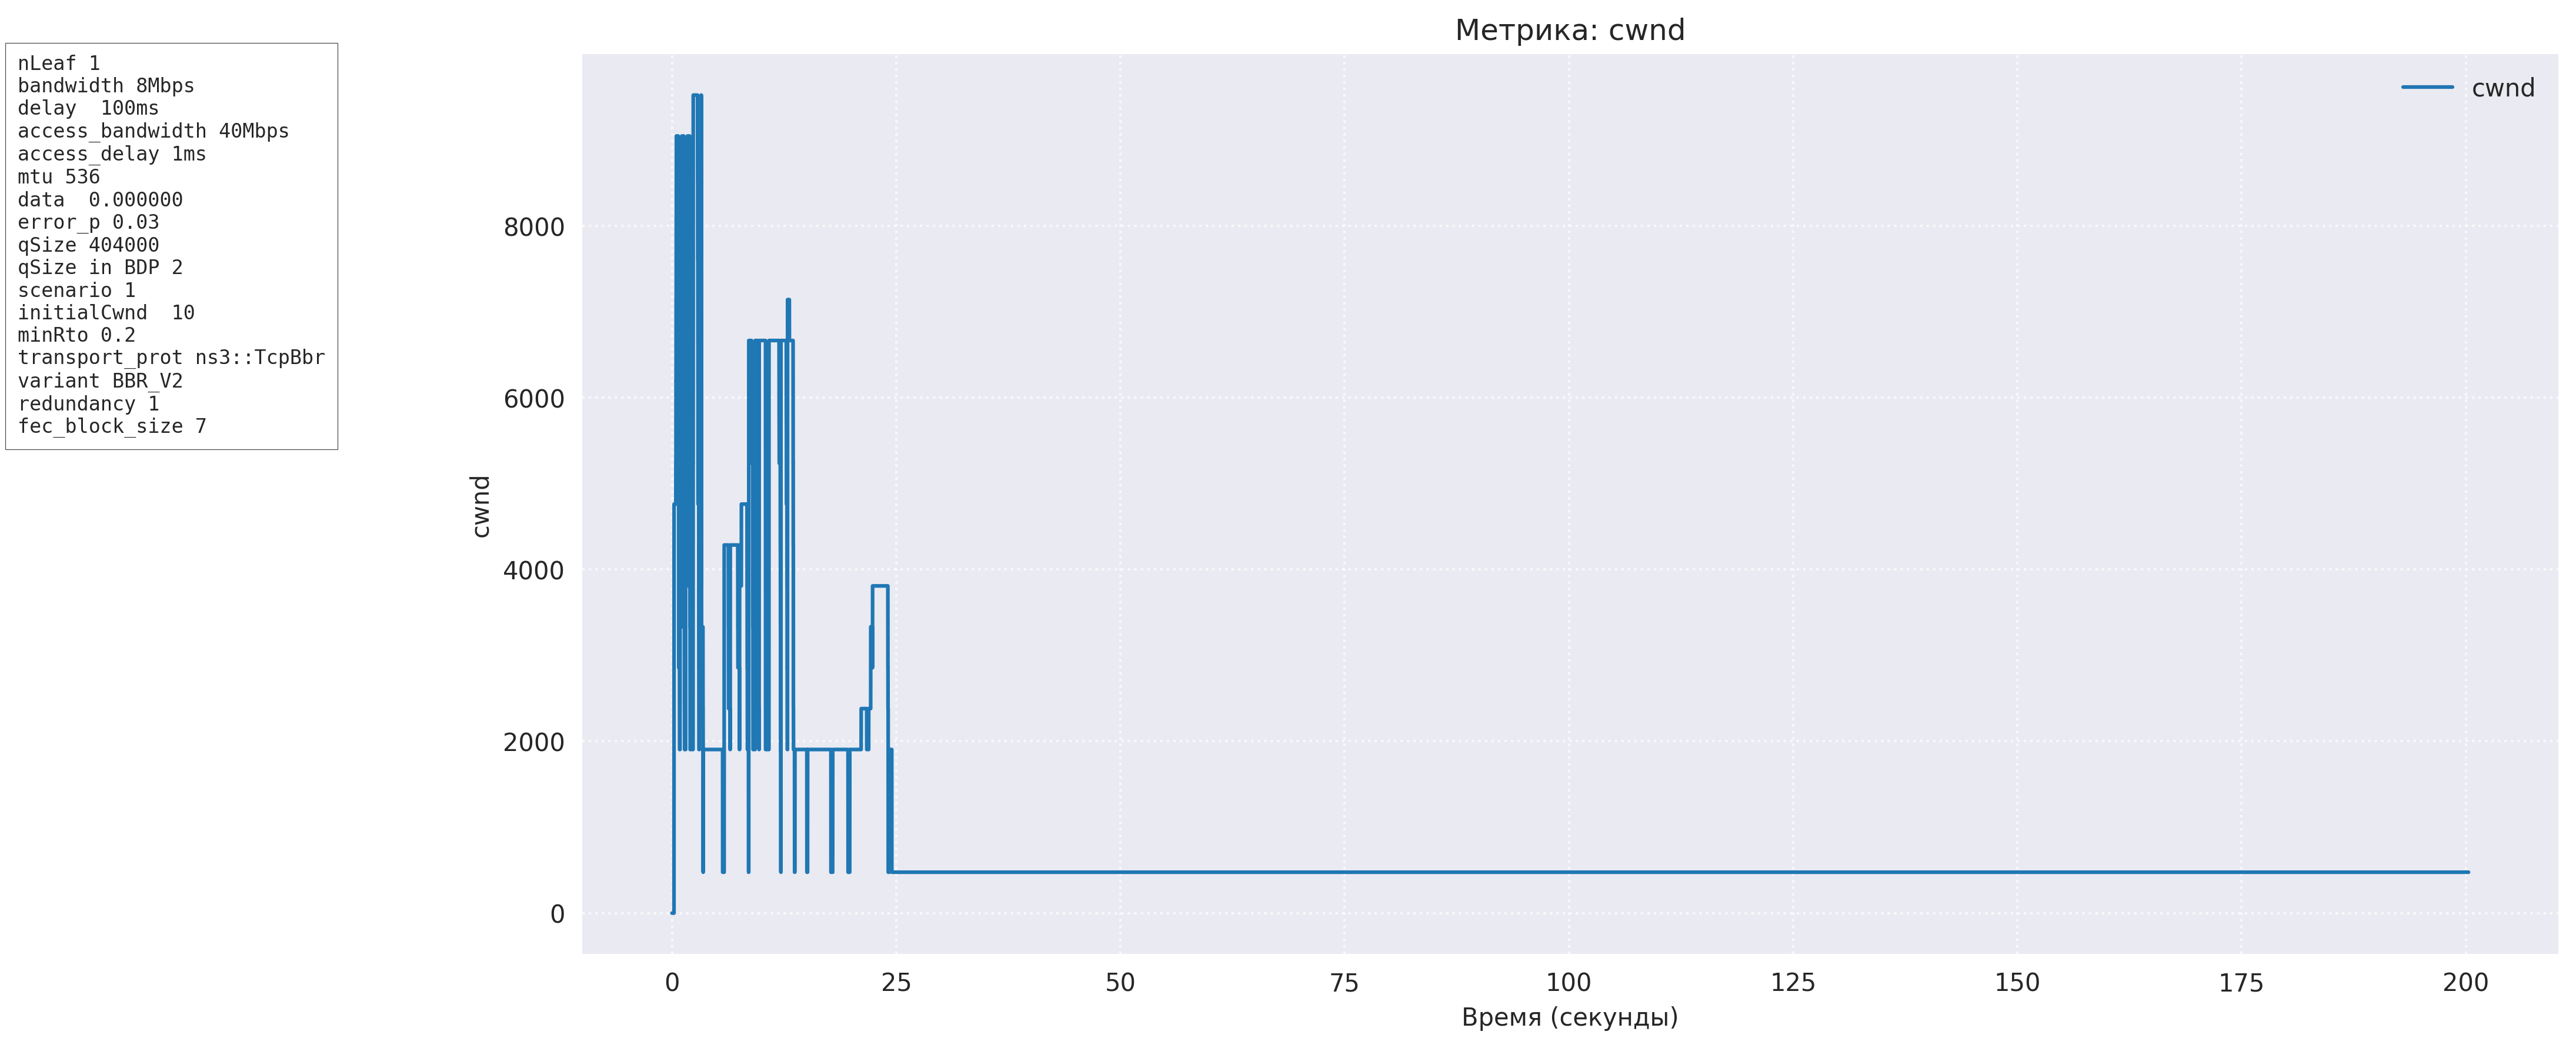 Метрика: cwnd
nLeaf 1
bandwidth 8Mbps
delay  100ms
access_bandwidth 40Mbps
access_delay 1ms
mtu 536
data  0.000000
error_p 0.03
qSize 404000
qSize in BDP 2
scenario 1
initialCwnd  10
minRto 0.2
transport_prot ns3::TcpBbr
variant BBR_V2
redundancy 1
fec_block_size 7
cwnd
8000
6000
4000
2000
0
cwnd
0 25 50 75 100 125 150 175 200
Время (секунды)